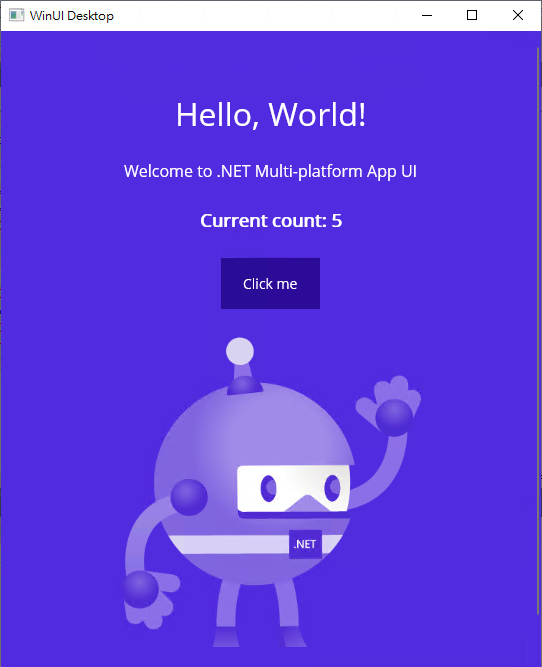 WinUI Desktop
Hello, World!
Welcome to .NET Multi-platform App UI
Current count: 5
Click me
.NET